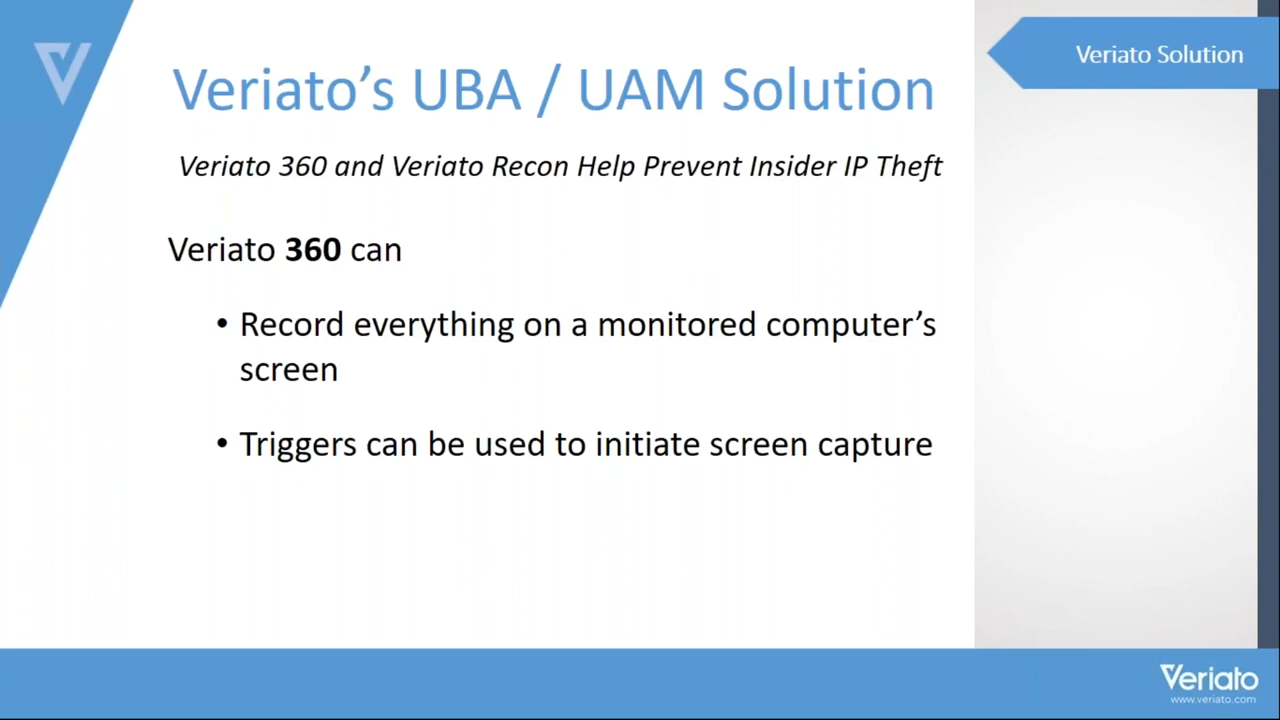 Veriato Solution
Veriato’s UBA / UAM Solution
Veriato 360 and Veriato Recon Help Prevent Insider IP Theft
Veriato 360 can
• Record everything on a monitored computer’s
screen
• Triggers can be used to initiate screen capture
Veriato
www.veriato.com